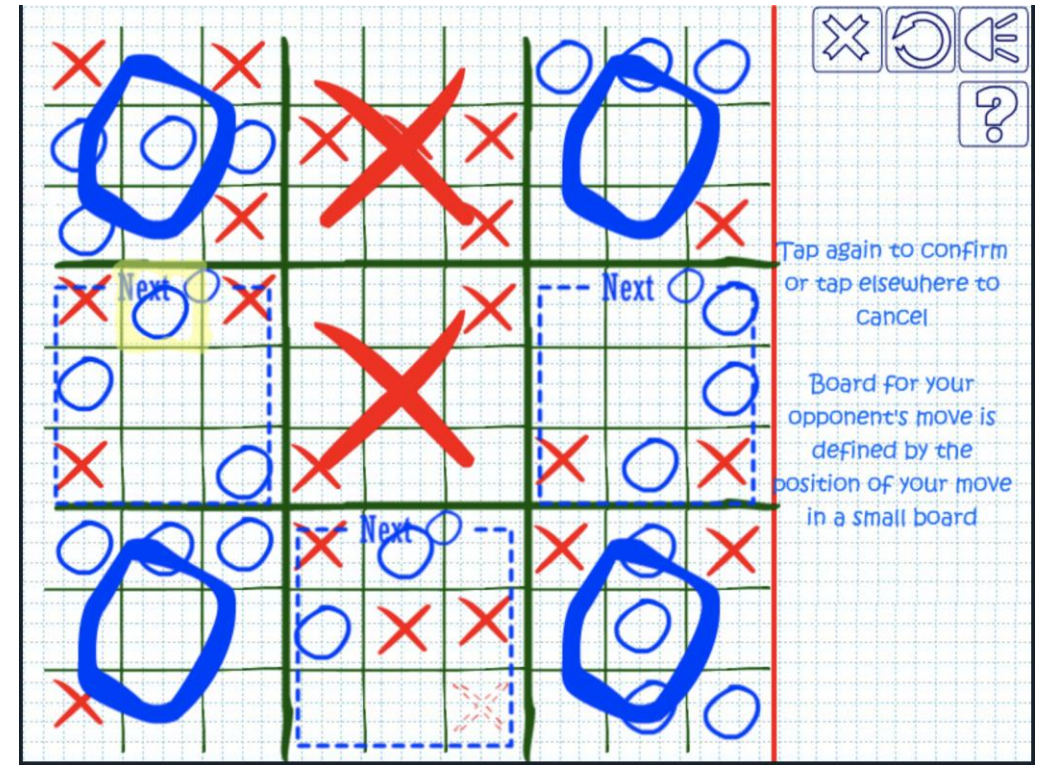 Tap again to confirm
or tap elsewhere to
cancel
Next
Next
Board for your
opponent's move is
defined by the
position of your move
in a small board
Next